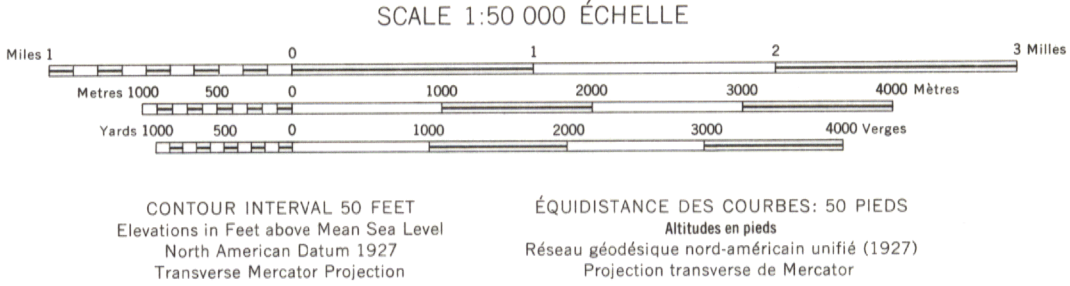 SCALE 1:50 000 ÉCHELLE
Miles 1 0 1 2 3 Milles
Metres 1000 500 0 1000 2000 3000 4000 Mètres
Yards 1000 500 0 1000 2000 3000 4000 Verges
CONTOUR INTERVAL 50 FEET
Elevations in Feet above Mean Sea Level
North American Datum 1927
Transverse Mercator Projection
ÉQUIDISTANCE DES COURBES: 50 PIEDS
Altitudes en pieds
Réseau géodésique nord-américain unifié (1927)
Projection transverse de Mercator